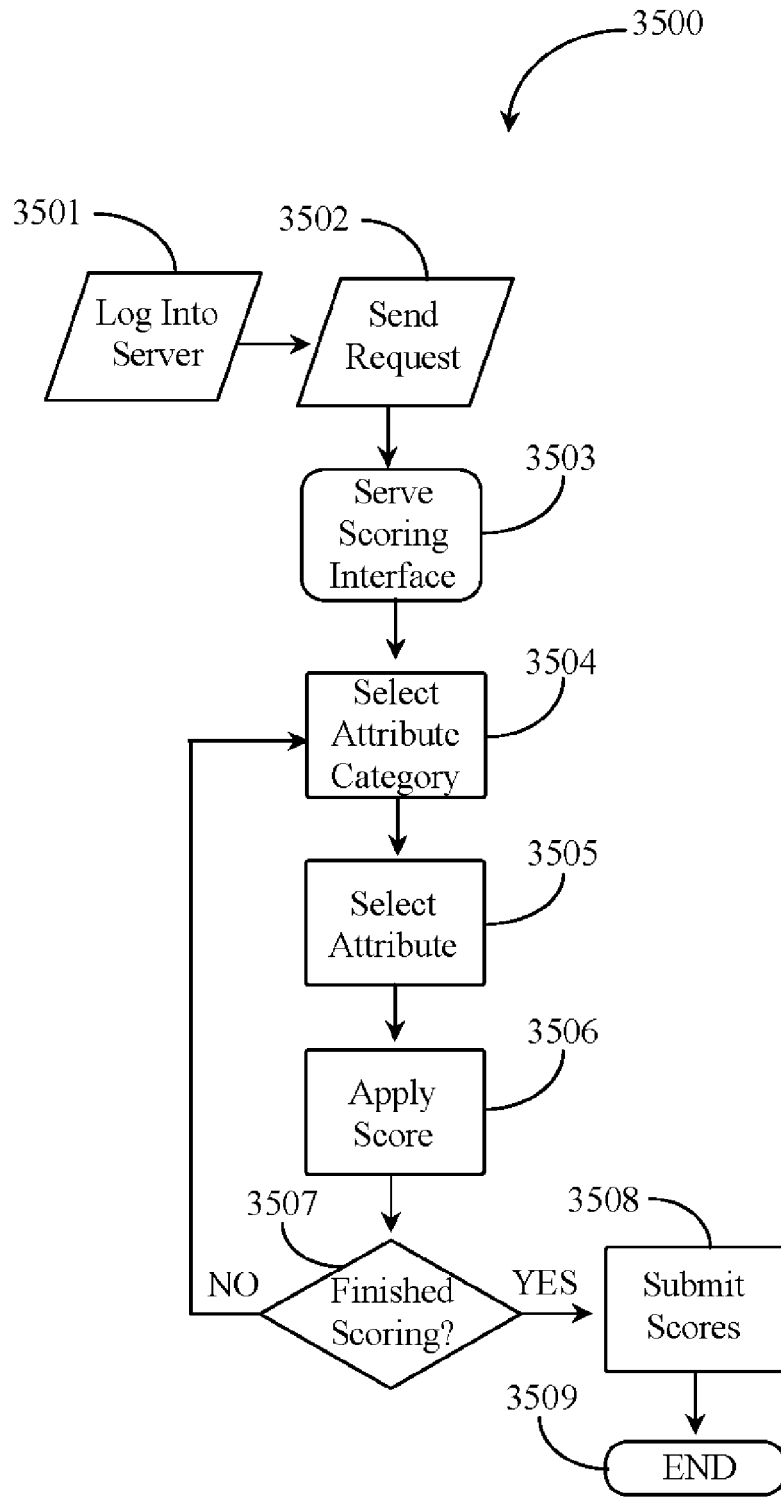 3500
3501
Log Into
Server
3502
Send
Request
3503
Serve
Scoring
Interface
3504
Select
Attribute
Category
3505
Select
Attribute
3506
Apply
Score
3507
Finished
Scoring?
NO
YES
3508
Submit
Scores
3509
END